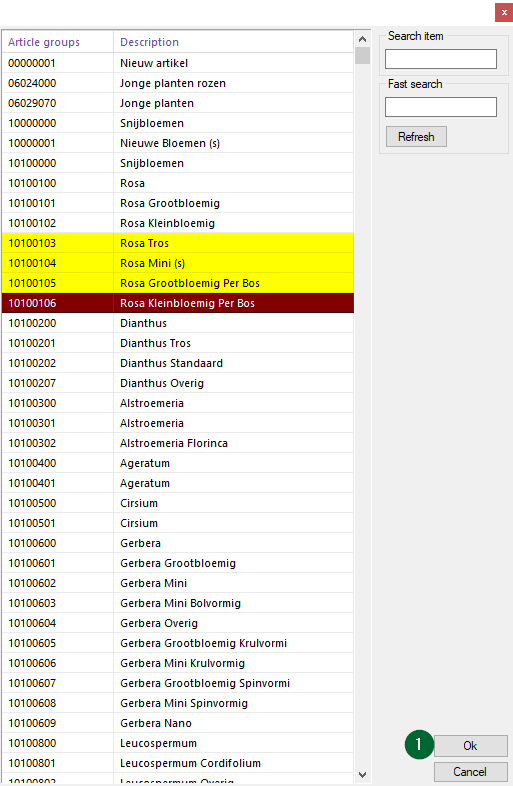 x
Article groups Description
00000001 Nieuw artikel
06024000 Jonge planten rozen
06029070 Jonge planten
10000000 Snijbloemen
10000001 Nieuwe Bloemen (s)
10100000 Snijbloemen
10100100 Rosa
10100101 Rosa Grootbloemig
10100102 Rosa Kleinbloemig
10100103 Rosa Tros
10100104 Rosa Mini (s)
10100105 Rosa Grootbloemig Per Bos
10100106 Rosa Kleinbloemig Per Bos
10100200 Dianthus
10100201 Dianthus Tros
10100202 Dianthus Standaard
10100207 Dianthus Overig
10100300 Alstroemeria
10100301 Alstroemeria
10100302 Alstroemeria Florinca
10100400 Ageratum
10100401 Ageratum
10100500 Cirsium
10100501 Cirsium
10100600 Gerbera
10100601 Gerbera Grootbloemig
10100602 Gerbera Mini
10100603 Gerbera Mini Bolvormig
10100604 Gerbera Overig
10100605 Gerbera Grootbloemig Krulvormi
10100606 Gerbera Mini Krulvormig
10100607 Gerbera Grootbloemig Spinvormi
10100608 Gerbera Mini Spinvormig
10100609 Gerbera Nano
10100800 Leucospermum
10100801 Leucospermum Cordifolium
10100802 Leucospermum Overig
Search item
Fast search
Refresh
1 Ok
Cancel